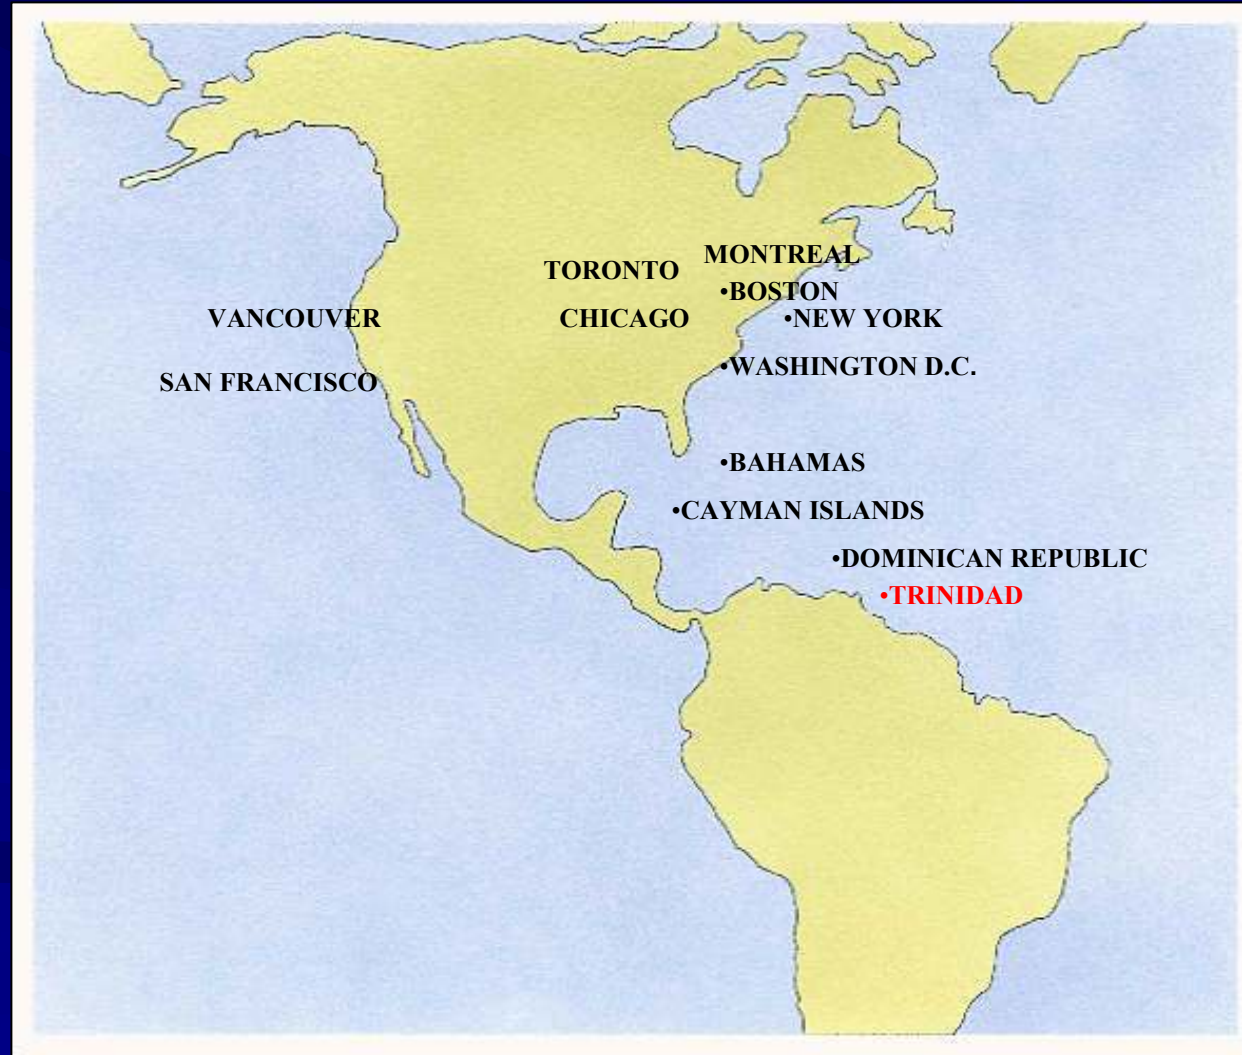 MONTREAL
TORONTO
•BOSTON
VANCOUVER
CHICAGO
•NEW YORK
•WASHINGTON D.C.
SAN FRANCISCO
•BAHAMAS
•CAYMAN ISLANDS
•DOMINICAN REPUBLIC
•TRINIDAD